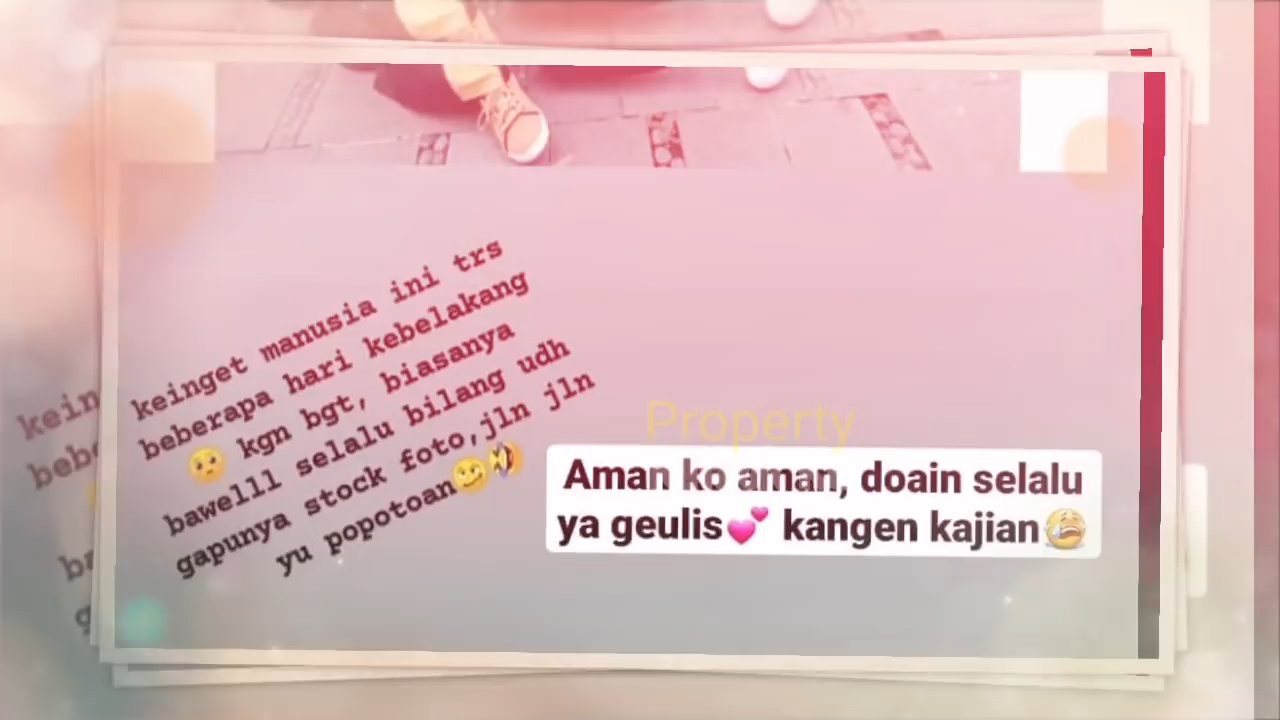 keinget manusia ini trs
beberapa hari kebelakang
🥺 kgn bgt, biasanya
bawelll selalu bilang udh
gapunya stock foto,jln jln
yu popotoan🥴🤣
Property
Aman ko aman, doain selalu
ya geulis💕 kangen kajian😭